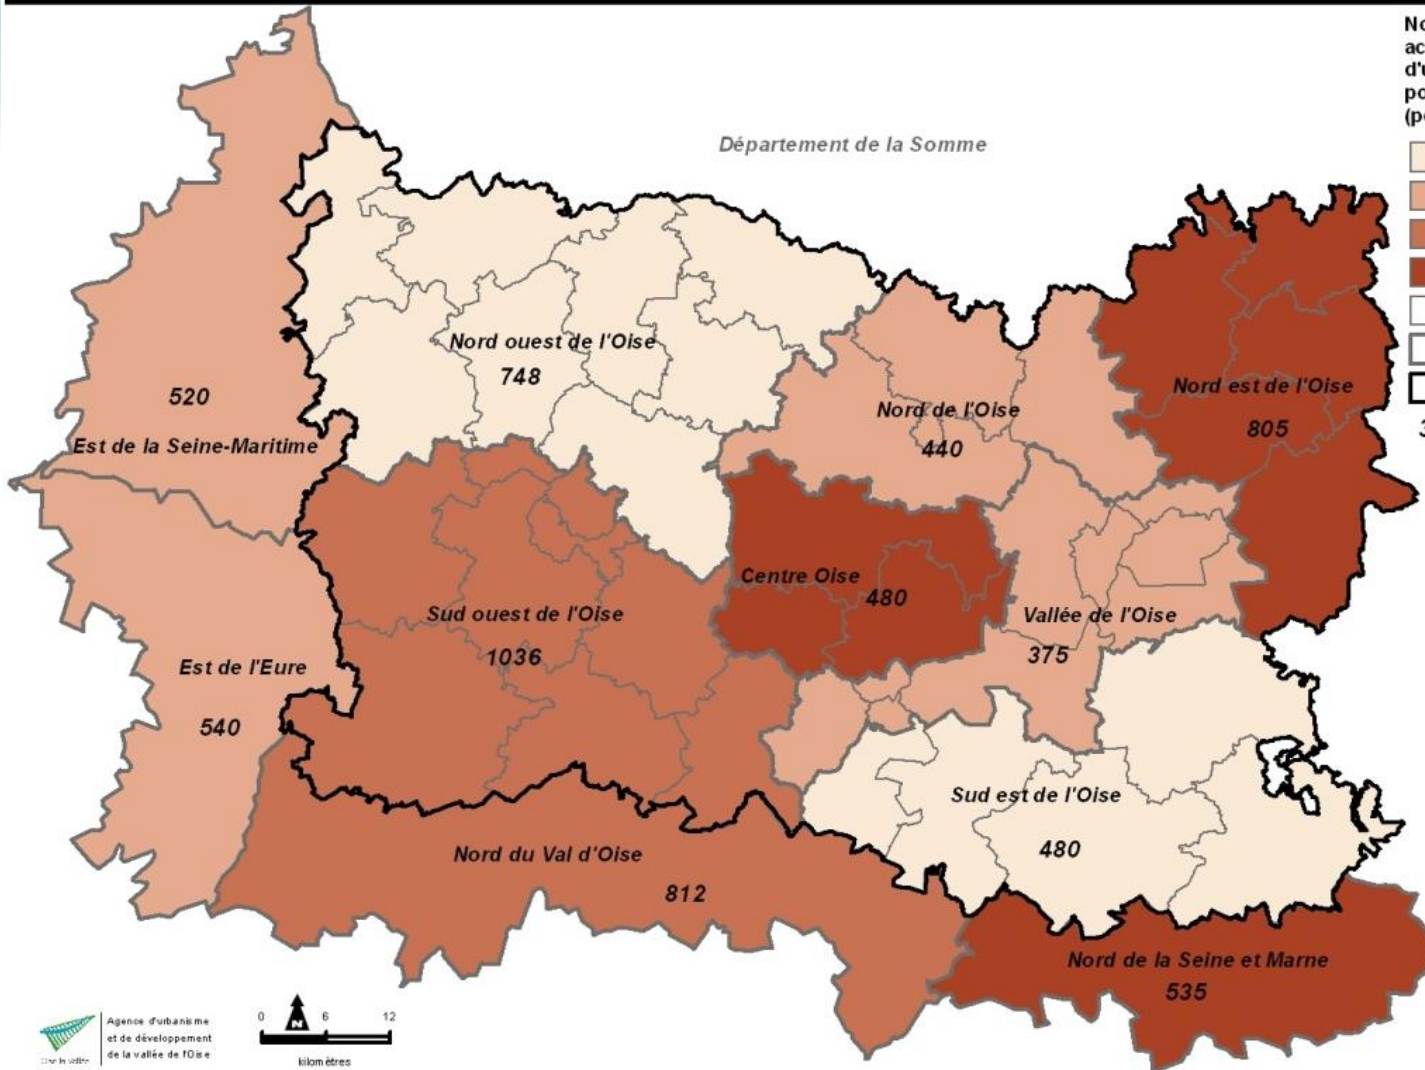 Département de la Somme
Nord ouest de l'Oise
748
520
Est de la Seine-Maritime
Nord de l'Oise
440
Nord est de l'Oise
805
Centre Oise
480
Sud ouest de l'Oise
1036
Vallée de l'Oise
375
Est de l'Eure
540
Sud est de l'Oise
480
Nord du Val d'Oise
812
Nord de la Seine et Marne
535
Agence d'urbanisme
et de développement
de la vallée de l'Oise
Oise la vallée
0 6 12
N
kilomètres